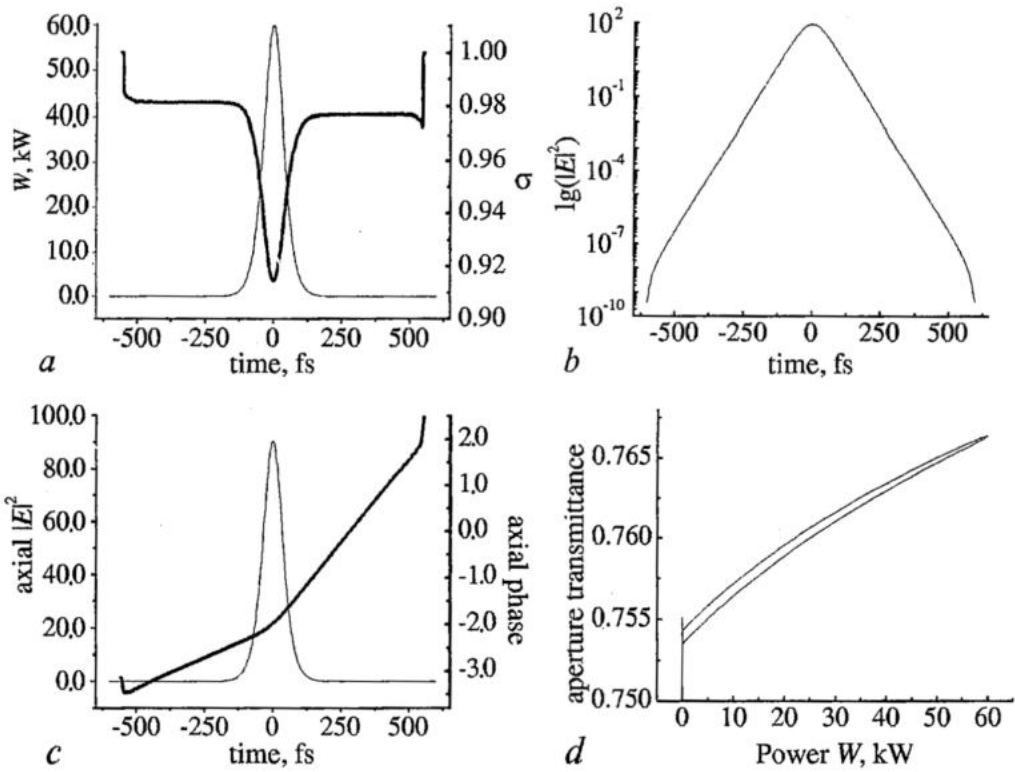 60.0
50.0
40.0
30.0
20.0
10.0
0.0
W, kW
1.00
0.98
0.96
0.94
0.92
0.90
σ
-500 -250 0 250 500
time, fs
a
10²
10⁻¹
10⁻⁴
10⁻⁷
10⁻¹⁰
lg(|E|²)
-500 -250 0 250 500
time, fs
b
100.0
80.0
60.0
40.0
20.0
0.0
axial |E|²
2.0
1.0
0.0
-1.0
-2.0
-3.0
axial phase
-500 -250 0 250 500
time, fs
c
0.765
0.760
0.755
0.750
aperture transmittance
0 10 20 30 40 50 60
Power W, kW
d